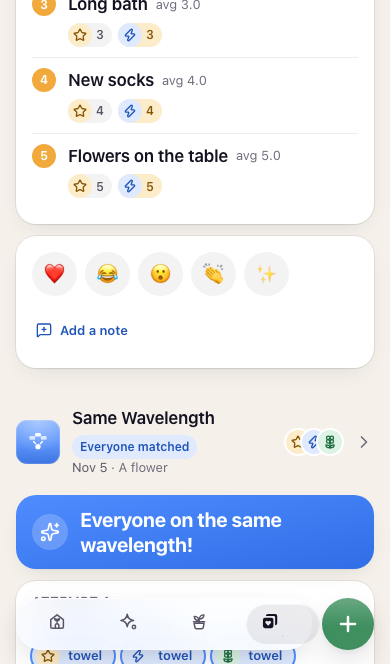 3 Long bath avg 3.0
3 3
4 New socks avg 4.0
4 4
5 Flowers on the table avg 5.0
5 5
Add a note
Same Wavelength
Everyone matched
Nov 5 · A flower
Everyone on the same
wavelength!
towel towel towel